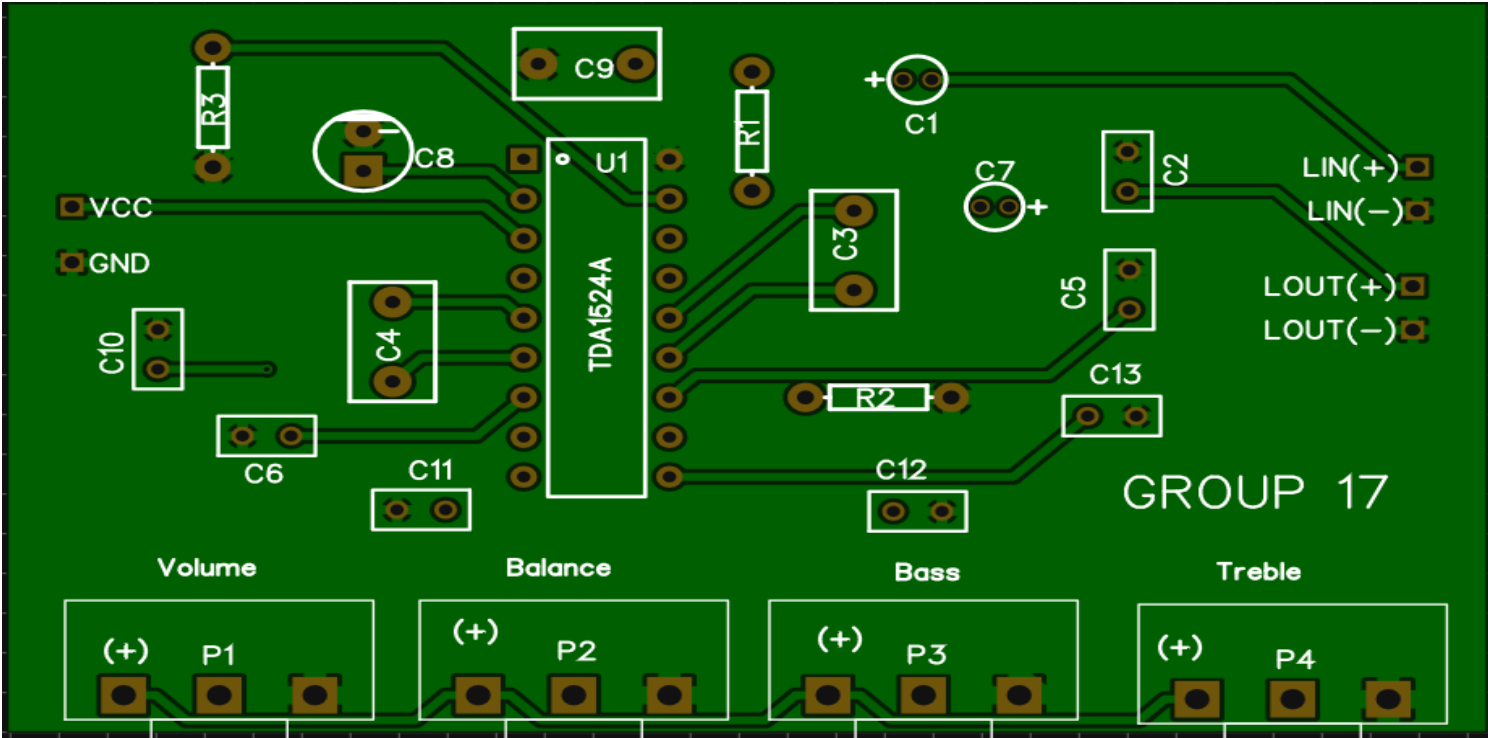 C9
R3
R1
+
C1
−
C8
U1
C2
LIN(+)
C7
+
VCC
LIN(−)
C3
GND
TDA1524A
C5
LOUT(+)
LOUT(−)
C10
C4
C13
R2
C6
C11
C12
GROUP 17
Volume
Balance
Bass
Treble
(+)
P1
(+)
P2
(+)
P3
(+)
P4